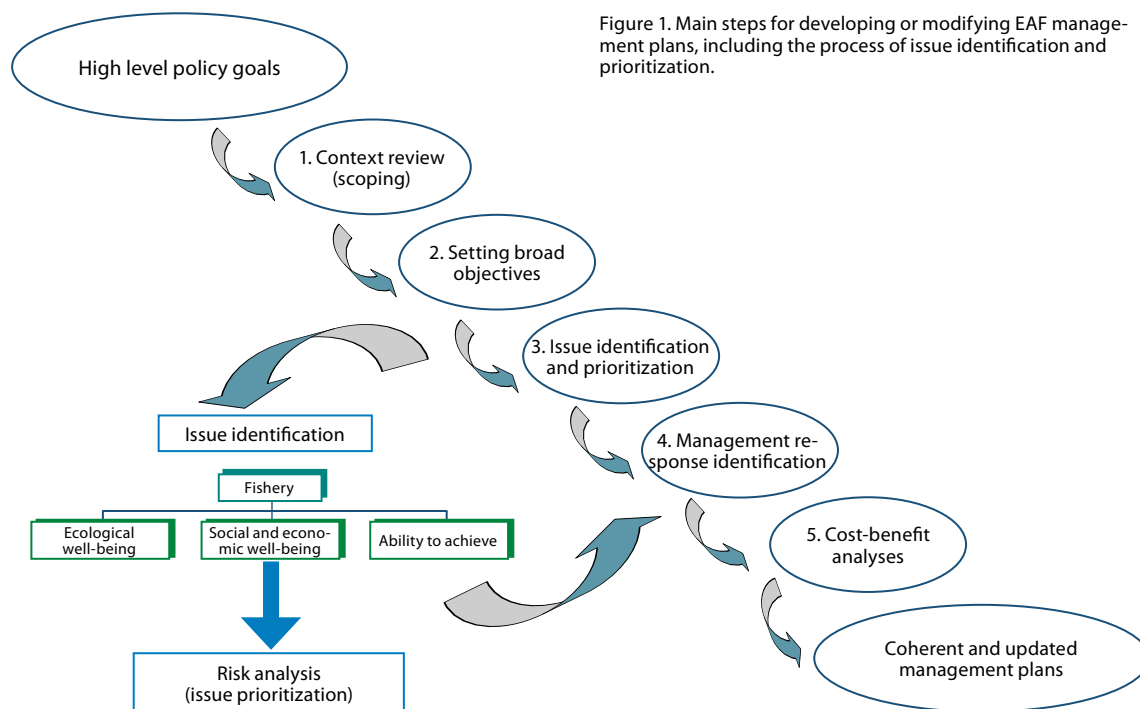 Figure 1. Main steps for developing or modifying EAF manage-
ment plans, including the process of issue identification and
prioritization.
High level policy goals
1. Context review
(scoping)
2. Setting broad
objectives
3. Issue identification
and prioritization
4. Management re-
sponse identification
5. Cost-benefit
analyses
Coherent and updated
management plans
Issue identification
Fishery
Ecological
well-being
Social and econo-
mic well-being
Ability to achieve
Risk analysis
(issue prioritization)